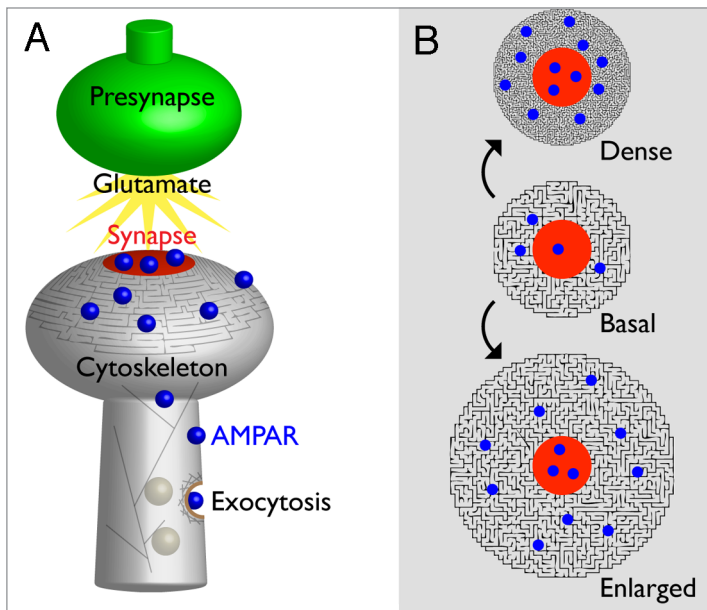 A
Presynapse
Glutamate
Synapse
Cytoskeleton
AMPAR
Exocytosis
B
Dense
Basal
Enlarged